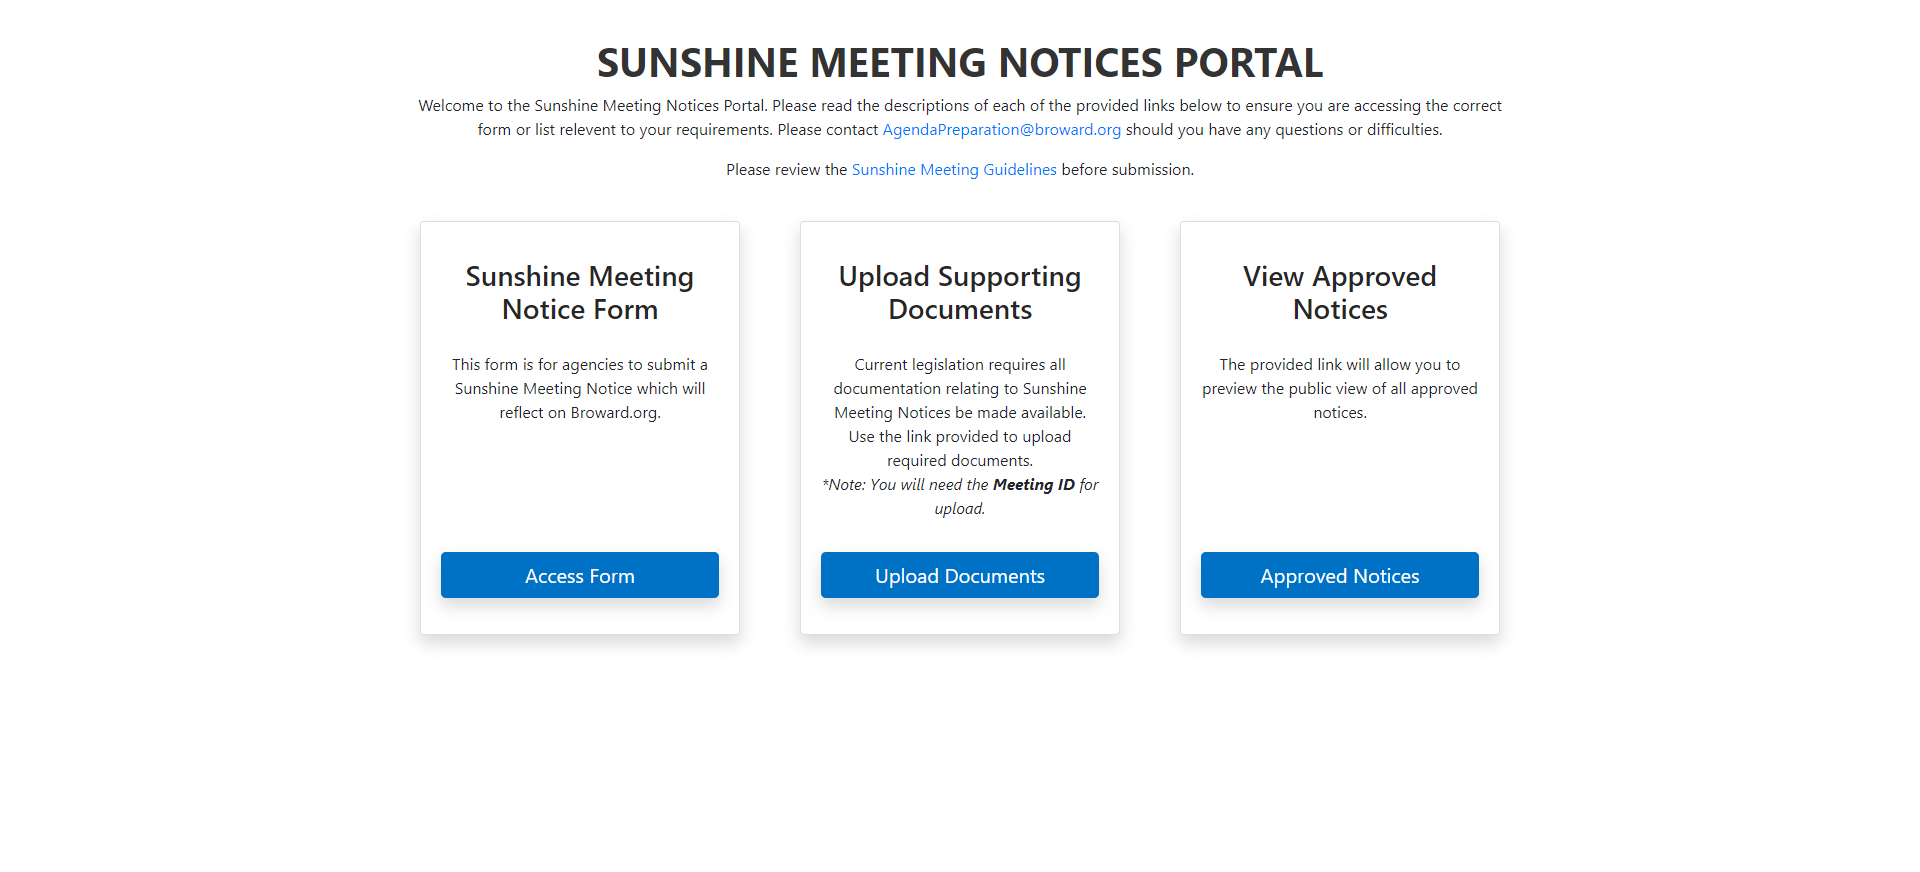 SUNSHINE MEETING NOTICES PORTAL
Welcome to the Sunshine Meeting Notices Portal. Please read the descriptions of each of the provided links below to ensure you are accessing the correct
form or list relevent to your requirements. Please contact AgendaPreparation@broward.org should you have any questions or difficulties.
Please review the Sunshine Meeting Guidelines before submission.
Sunshine Meeting
Notice Form
This form is for agencies to submit a
Sunshine Meeting Notice which will
reflect on Broward.org.
Access Form
Upload Supporting
Documents
Current legislation requires all
documentation relating to Sunshine
Meeting Notices be made available.
Use the link provided to upload
required documents.
*Note: You will need the Meeting ID for
upload.
Upload Documents
View Approved
Notices
The provided link will allow you to
preview the public view of all approved
notices.
Approved Notices